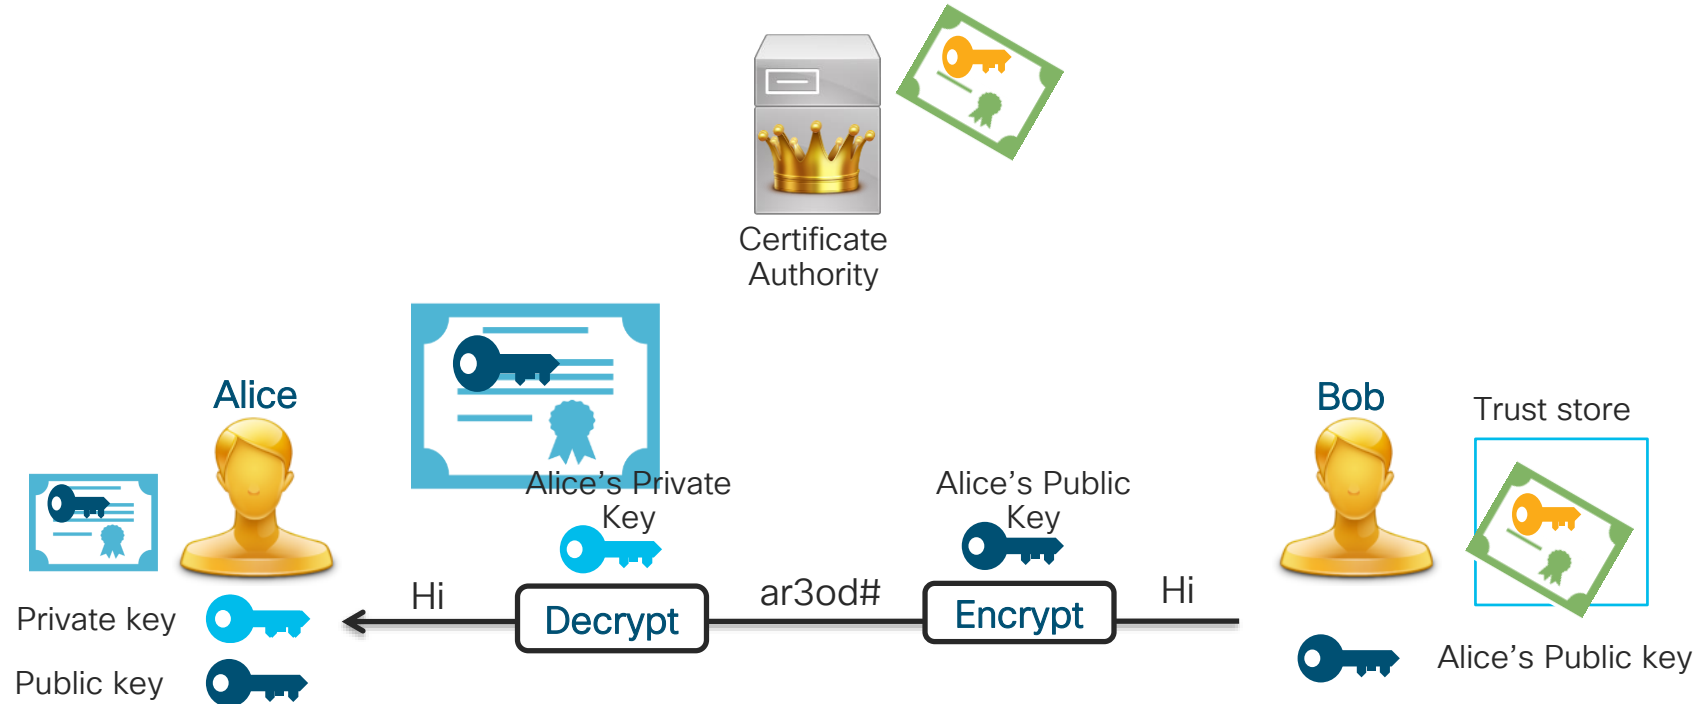 Certificate
Authority
Alice
Bob
Trust store
Alice's Private
Key
Alice's Public
Key
Hi
Decrypt
ar3od#
Encrypt
Hi
Private key
Public key
Alice's Public key